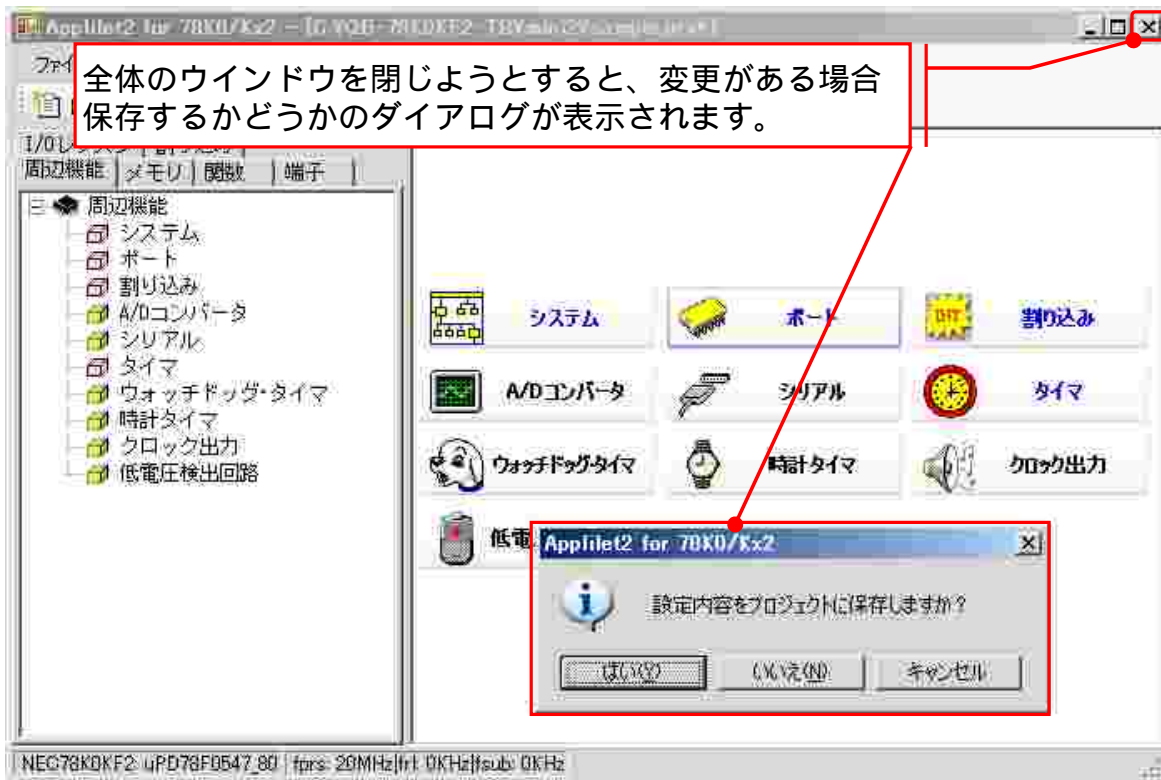 Applilet2 for 78K0/Kx2
全体のウインドウを閉じようとすると、変更がある場合
保存するかどうかのダイアログが表示されます。
周辺機能 メモリ 関数 端子
周辺機能
システム
ポート
割り込み
A/Dコンバータ
シリアル
タイマ
ウォッチドッグ・タイマ
時計タイマ
クロック出力
低電圧検出回路
システム ポート 割り込み
A/Dコンバータ シリアル タイマ
ウォッチドッグ・タイマ 時計タイマ クロック出力
低電
Applilet2 for 78K0/Kx2
設定内容をプロジェクトに保存しますか?
はい(Y) いいえ(N) キャンセル
NEC78K0KF2 uPD78F0547_80 fprs: 20MHz|frl: 0KHz|fsub: 0KHz